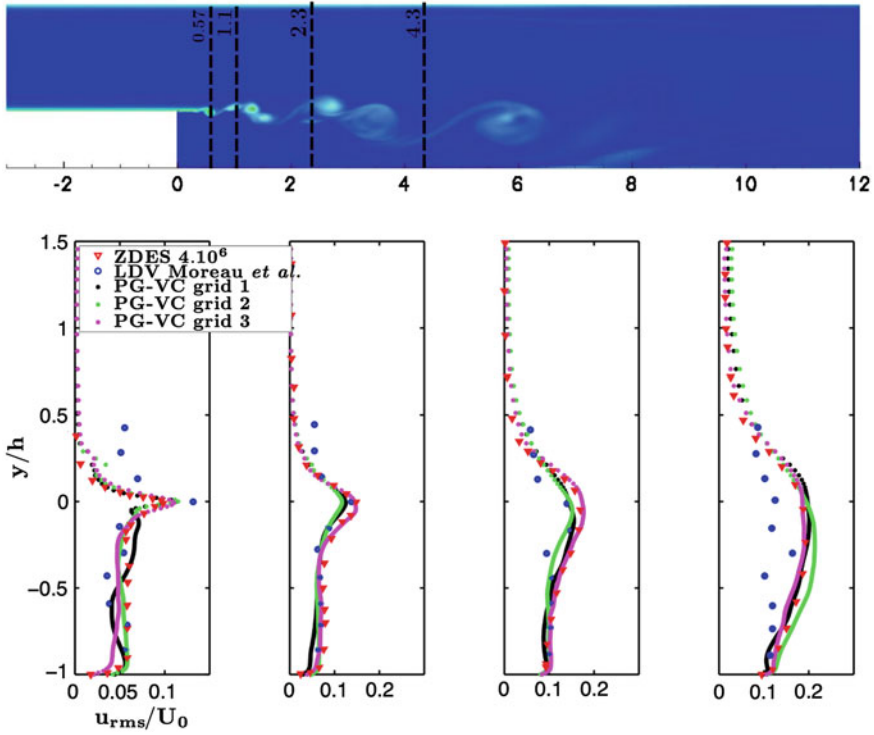 0.57 1.1 2.3 4.3
-2 0 2 4 6 8 10 12
1.5
1
0.5
0
−0.5
−1
y/h
ZDES 4.10⁶
LDV Moreau et al.
PG-VC grid 1
PG-VC grid 2
PG-VC grid 3
0 0.05 0.1
0 0.1 0.2
0 0.1 0.2
0 0.1 0.2
u_rms/U_0